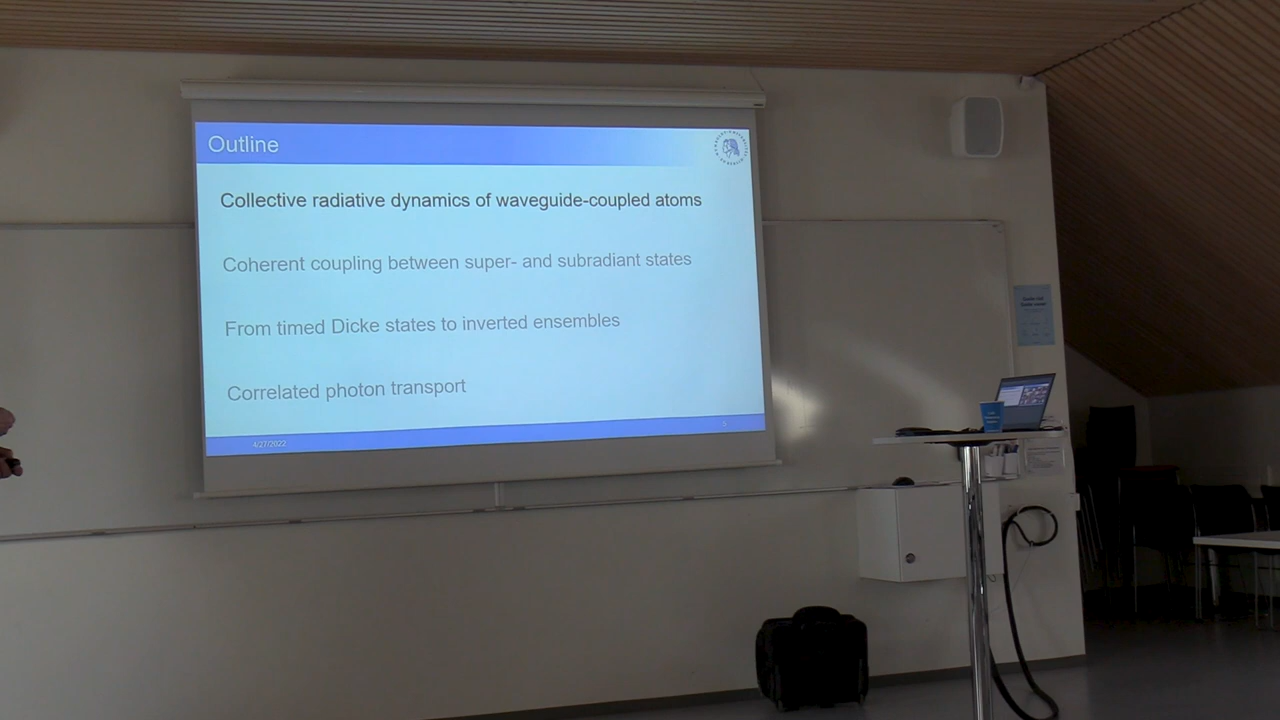 Outline
Collective radiative dynamics of waveguide-coupled atoms
Coherent coupling between super- and subradiant states
From timed Dicke states to inverted ensembles
Correlated photon transport
4/27/2022